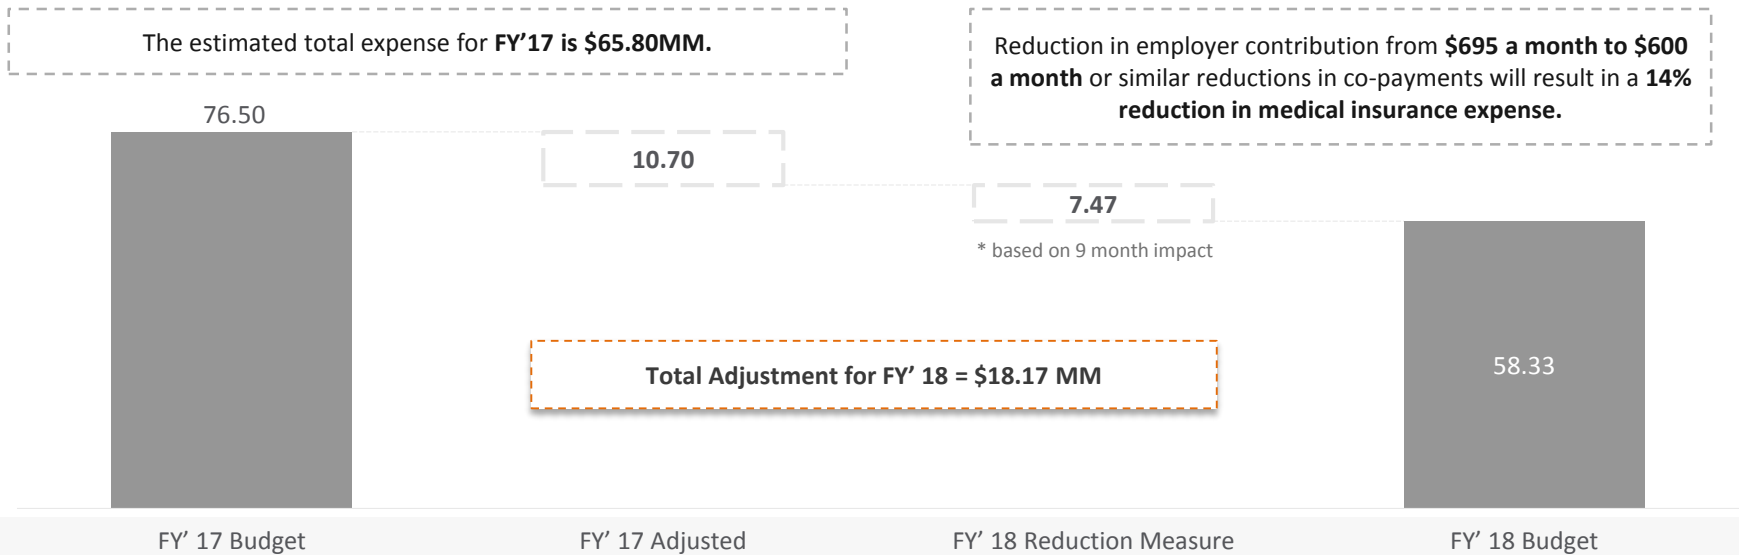 The estimated total expense for FY'17 is $65.80MM.
Reduction in employer contribution from $695 a month to $600
a month or similar reductions in co-payments will result in a 14%
reduction in medical insurance expense.
76.50
10.70
7.47
* based on 9 month impact
Total Adjustment for FY' 18 = $18.17 MM
58.33
FY' 17 Budget
FY' 17 Adjusted
FY' 18 Reduction Measure
FY' 18 Budget